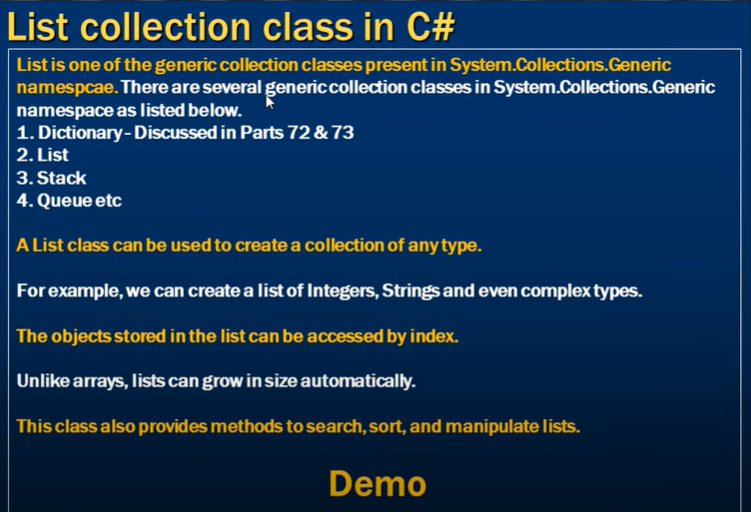 List collection class in C#
List is one of the generic collection classes present in System.Collections.Generic
namespcae. There are several generic collection classes in System.Collections.Generic
namespace as listed below.
1. Dictionary - Discussed in Parts 72 & 73
2. List
3. Stack
4. Queue etc
A List class can be used to create a collection of any type.
For example, we can create a list of Integers, Strings and even complex types.
The objects stored in the list can be accessed by index.
Unlike arrays, lists can grow in size automatically.
This class also provides methods to search, sort, and manipulate lists.
Demo